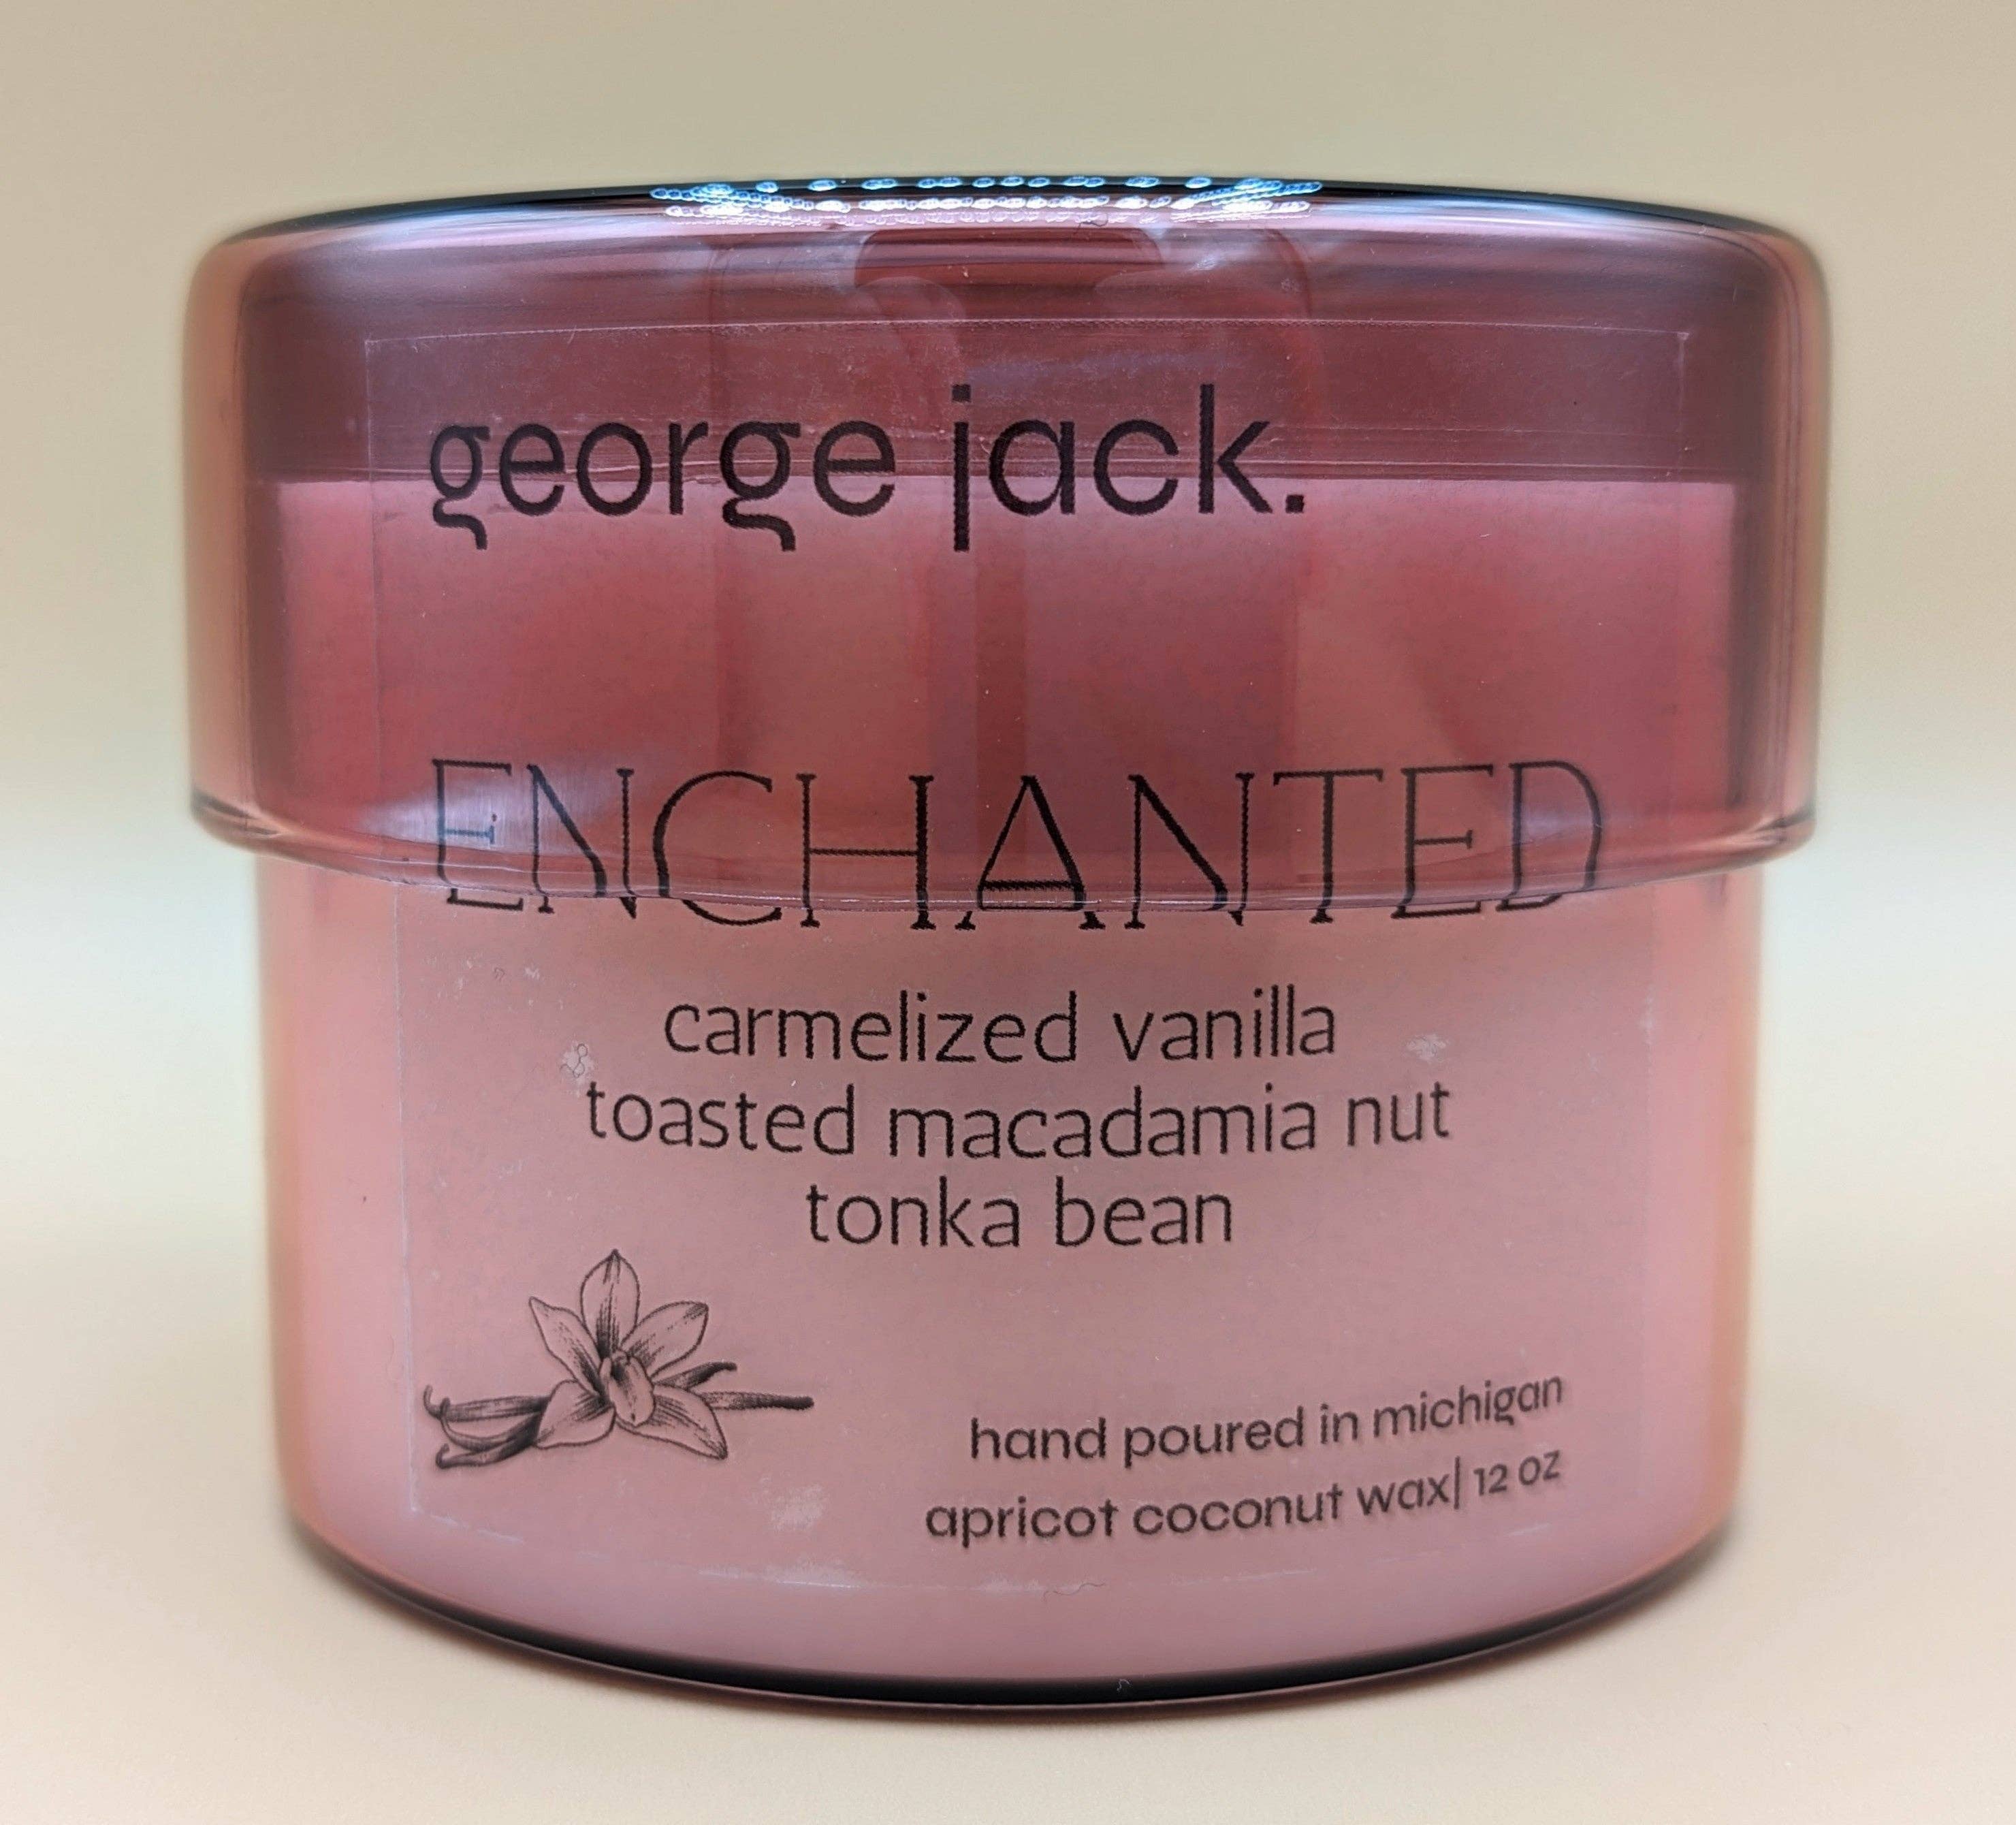 george jack.
ENCHANTED
carmelized vanilla
toasted macadamia nut
tonka bean
hand poured in michigan
apricot coconut wax| 12 oz